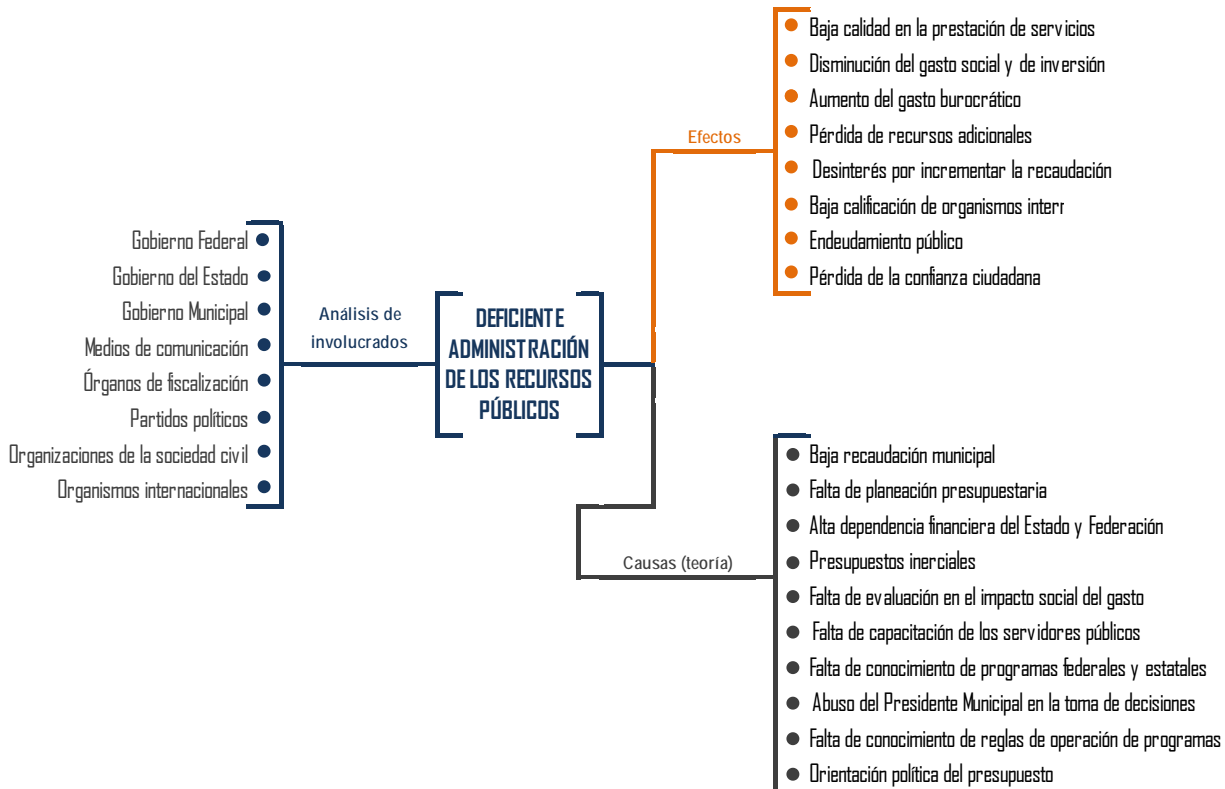 Efectos
Baja calidad en la prestación de servicios
Disminución del gasto social y de inversión
Aumento del gasto burocrático
Pérdida de recursos adicionales
Desinterés por incrementar la recaudación
Baja calificación de organismos
Endeudamiento público
Pérdida de la confianza ciudadana
Gobierno Federal
Gobierno del Estado
Gobierno Municipal
Medios de comunicación
Órganos de fiscalización
Partidos políticos
Organizaciones de la sociedad civil
Organismos internacionales
Análisis de
involucrados
DEFICIENTE
ADMINISTRACIÓN
DE LOS RECURSOS
PÚBLICOS
Causas (teoría)
Baja recaudación municipal
Falta de planeación presupuestaria
Alta dependencia financiera del Estado y Federación
Presupuestos inerciales
Falta de evaluación en el impacto social del gasto
Falta de capacitación de los servidores públicos
Falta de conocimiento de programas federales y estatales
Abuso del Presidente Municipal en la toma de decisiones
Falta de conocimiento de reglas de operación de programas
Orientación política del presupuesto